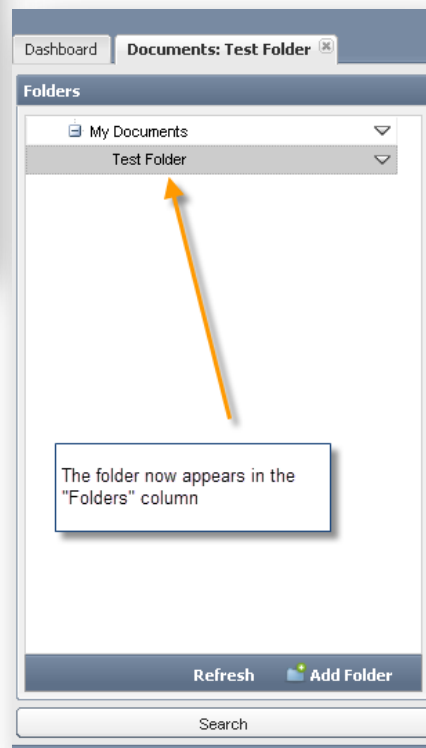 Dashboard
Documents: Test Folder
Folders
My Documents
Test Folder
The folder now appears in the
"Folders" column
Refresh Add Folder
Search